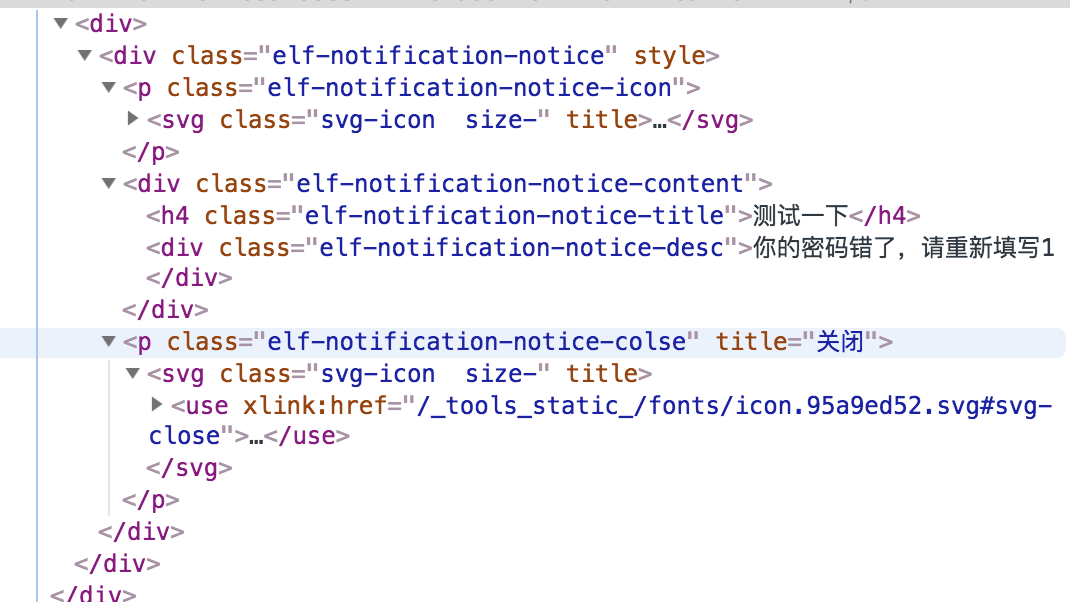 <div>
<div class="elf-notification-notice" style>
<p class="elf-notification-notice-icon">
<svg class="svg-icon  size-" title>…</svg>
</p>
<div class="elf-notification-notice-content">
<h4 class="elf-notification-notice-title">测试一下</h4>
<div class="elf-notification-notice-desc">你的密码错了，请重新填写1
</div>
</div>
<p class="elf-notification-notice-colse" title="关闭">
<svg class="svg-icon  size-" title>
<use xlink:href="/_tools_static_/fonts/icon.95a9ed52.svg#svg-
close">…</use>
</svg>
</p>
</div>
</div>
</div>